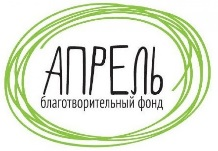 АПРЕЛЬ
благотворительный фонд